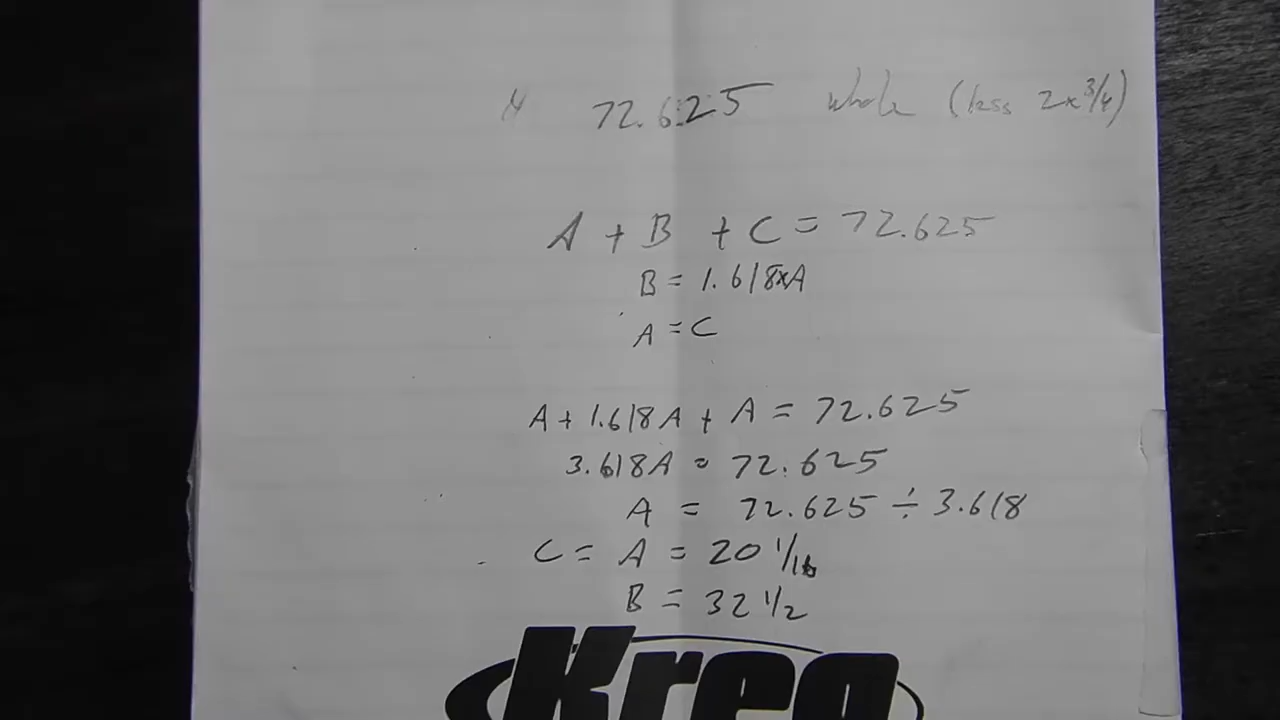 72.625 whole (less 2x3/4)
A + B + C = 72.625
B = 1.618xA
A = C
A + 1.618A + A = 72.625
3.618A = 72.625
A = 72.625 ÷ 3.618
C = A = 20 1/16
B = 32 1/2
Kreg